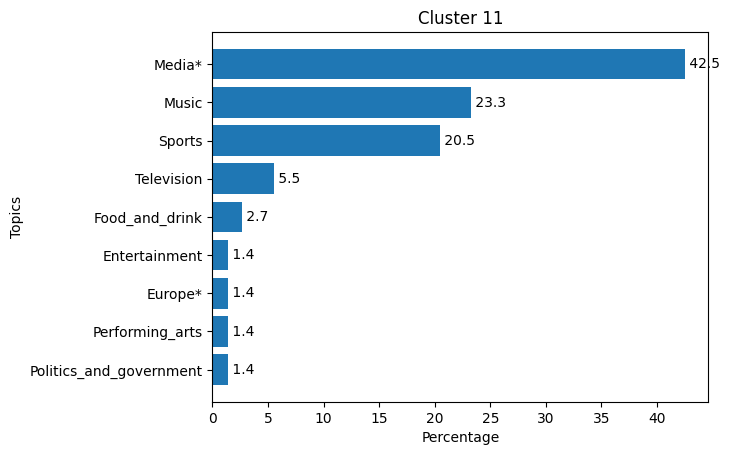 Cluster 11
Media* 42.5
Music 23.3
Sports 20.5
Television 5.5
Food_and_drink 2.7
Entertainment 1.4
Europe* 1.4
Performing_arts 1.4
Politics_and_government 1.4
Topics
0 5 10 15 20 25 30 35 40
Percentage